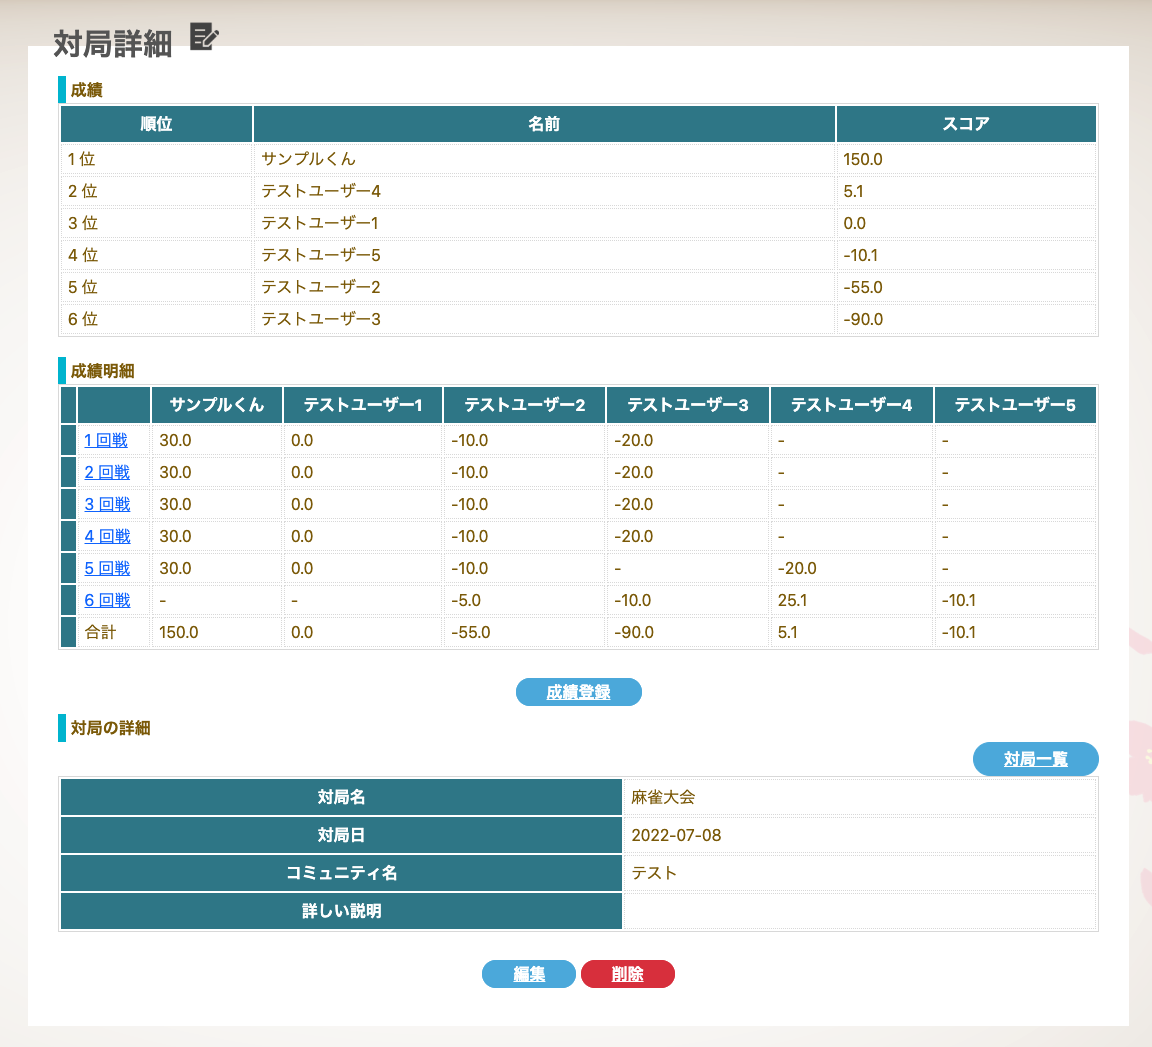 対局詳細
成績
順位 名前 スコア
1 位 サンプルくん 150.0
2 位 テストユーザー4 5.1
3 位 テストユーザー1 0.0
4 位 テストユーザー5 -10.1
5 位 テストユーザー2 -55.0
6 位 テストユーザー3 -90.0
成績明細
サンプルくん テストユーザー1 テストユーザー2 テストユーザー3 テストユーザー4 テストユーザー5
1 回戦 30.0 0.0 -10.0 -20.0 - -
2 回戦 30.0 0.0 -10.0 -20.0 - -
3 回戦 30.0 0.0 -10.0 -20.0 - -
4 回戦 30.0 0.0 -10.0 -20.0 - -
5 回戦 30.0 0.0 -10.0 - -20.0 -
6 回戦 - - -5.0 -10.0 25.1 -10.1
合計 150.0 0.0 -55.0 -90.0 5.1 -10.1
成績登録
対局の詳細
対局一覧
対局名 麻雀大会
対局日 2022-07-08
コミュニティ名 テスト
詳しい説明
編集 削除